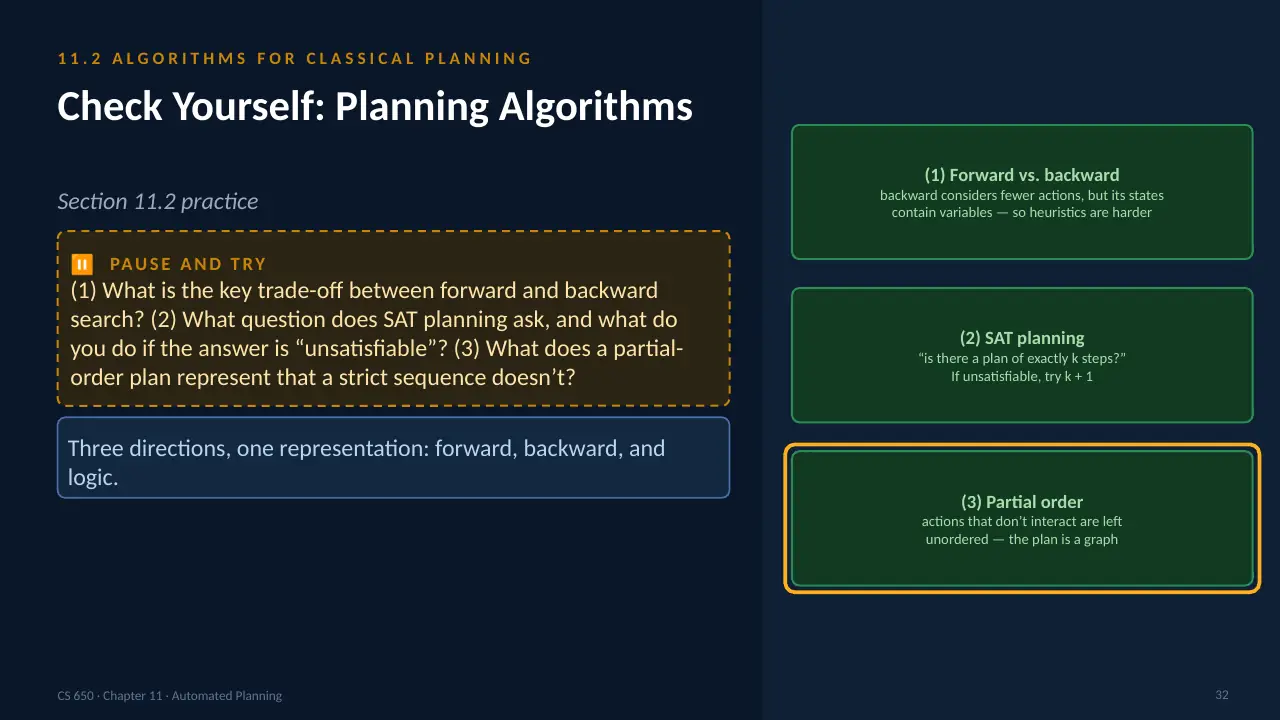 11.2 ALGORITHMS FOR CLASSICAL PLANNING
Check Yourself: Planning Algorithms
Section 11.2 practice
⏸ PAUSE AND TRY
(1) What is the key trade-off between forward and backward
search? (2) What question does SAT planning ask, and what do
you do if the answer is “unsatisfiable”? (3) What does a partial-
order plan represent that a strict sequence doesn’t?
Three directions, one representation: forward, backward, and
logic.
(1) Forward vs. backward
backward considers fewer actions, but its states
contain variables — so heuristics are harder
(2) SAT planning
“is there a plan of exactly k steps?”
If unsatisfiable, try k + 1
(3) Partial order
actions that don’t interact are left
unordered — the plan is a graph
CS 650 · Chapter 11 · Automated Planning
32